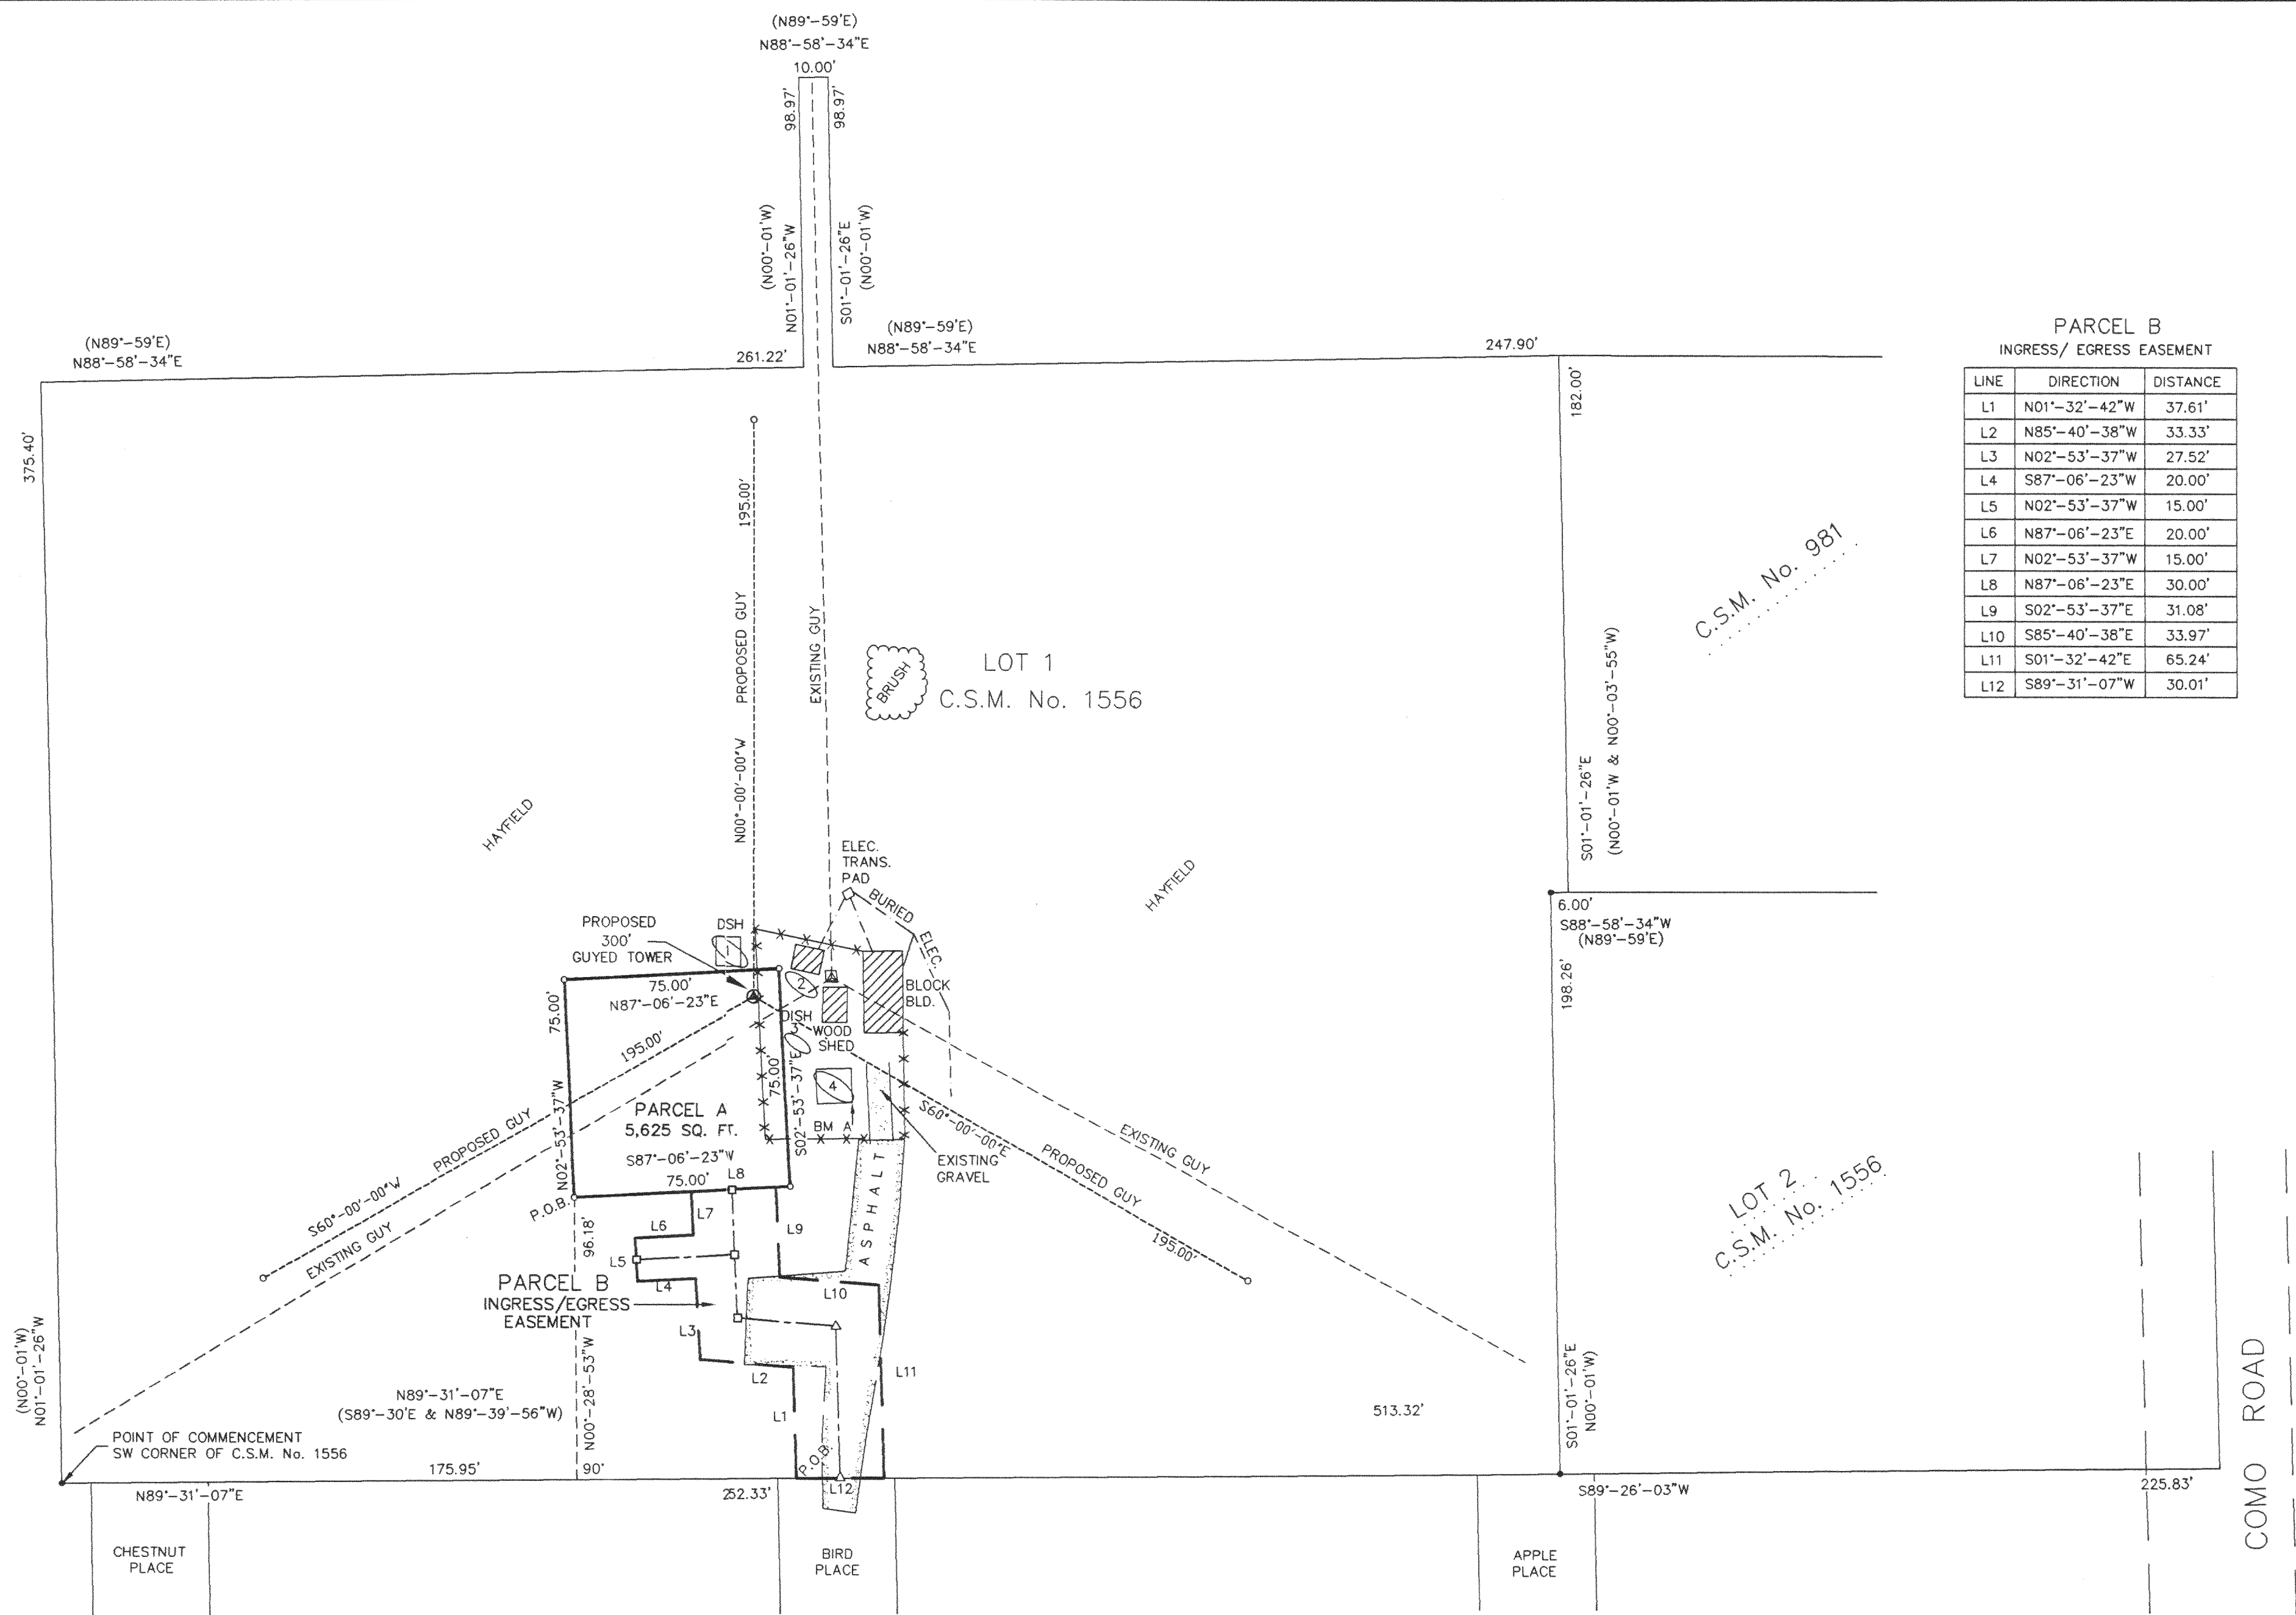 (N89°-59'E)
N88°-58'-34"E
10.00'
98.97'
98.97'
(N00°-01'W)
N01°-01'-26"W
S01°-01'-26"E
(N00°-01'W)
(N89°-59'E)
N88°-58'-34"E
261.22'
(N89°-59'E)
N88°-58'-34"E
247.90'
375.40'
182.00'
PARCEL B
INGRESS/ EGRESS EASEMENT
LINE DIRECTION DISTANCE
L1 N01°-32'-42"W 37.61'
L2 N85°-40'-38"W 33.33'
L3 N02°-53'-37"W 27.52'
L4 S87°-06'-23"W 20.00'
L5 N02°-53'-37"W 15.00'
L6 N87°-06'-23"E 20.00'
L7 N02°-53'-37"W 15.00'
L8 N87°-06'-23"E 30.00'
L9 S02°-53'-37"E 31.08'
L10 S85°-40'-38"E 33.97'
L11 S01°-32'-42"E 65.24'
L12 S89°-31'-07"W 30.01'
195.00'
PROPOSED GUY
N00°-00'-00"W
EXISTING GUY
BRUSH
LOT 1
C.S.M. No. 1556
C.S.M. No. 981
S01°-01'-26"E
(N00°-01'W & N00°-03'-55"W)
HAYFIELD
HAYFIELD
ELEC.
TRANS.
PAD
BURIED
ELEC.
6.00'
S88°-58'-34"W
(N89°-59'E)
198.26'
PROPOSED
300'
GUYED TOWER
DSH
1
75.00'
N87°-06'-23"E
2
BLOCK
BLD.
DISH
3
WOOD
SHED
75.00'
195.00'
75.00'
S02°-53'-37"E
N02°-53'-37"W
4
BM A
PARCEL A
5,625 SQ. FT.
S87°-06'-23"W
75.00'
L8
S60°-00'-00"E
PROPOSED GUY
195.00'
EXISTING GUY
EXISTING
GRAVEL
ASPHALT
S60°-00'-00"W
PROPOSED GUY
EXISTING GUY
P.O.B.
96.18'
N00°-28'-53"W
L7
L6
L9
L5
L4
PARCEL B
INGRESS/EGRESS
EASEMENT
L10
L3
L2
L11
L1
P.O.B.
L12
LOT 2
C.S.M. No. 1556
(N00°-01'W)
N01°-01'-26"W
N89°-31'-07"E
(S89°-30'E & N89°-39'-56"W)
POINT OF COMMENCEMENT
SW CORNER OF C.S.M. No. 1556
175.95'
90'
N89°-31'-07"E
252.33'
513.32'
S01°-01'-26"E
N00°-01'W)
S89°-26'-03"W
225.83'
COMO ROAD
CHESTNUT
PLACE
BIRD
PLACE
APPLE
PLACE